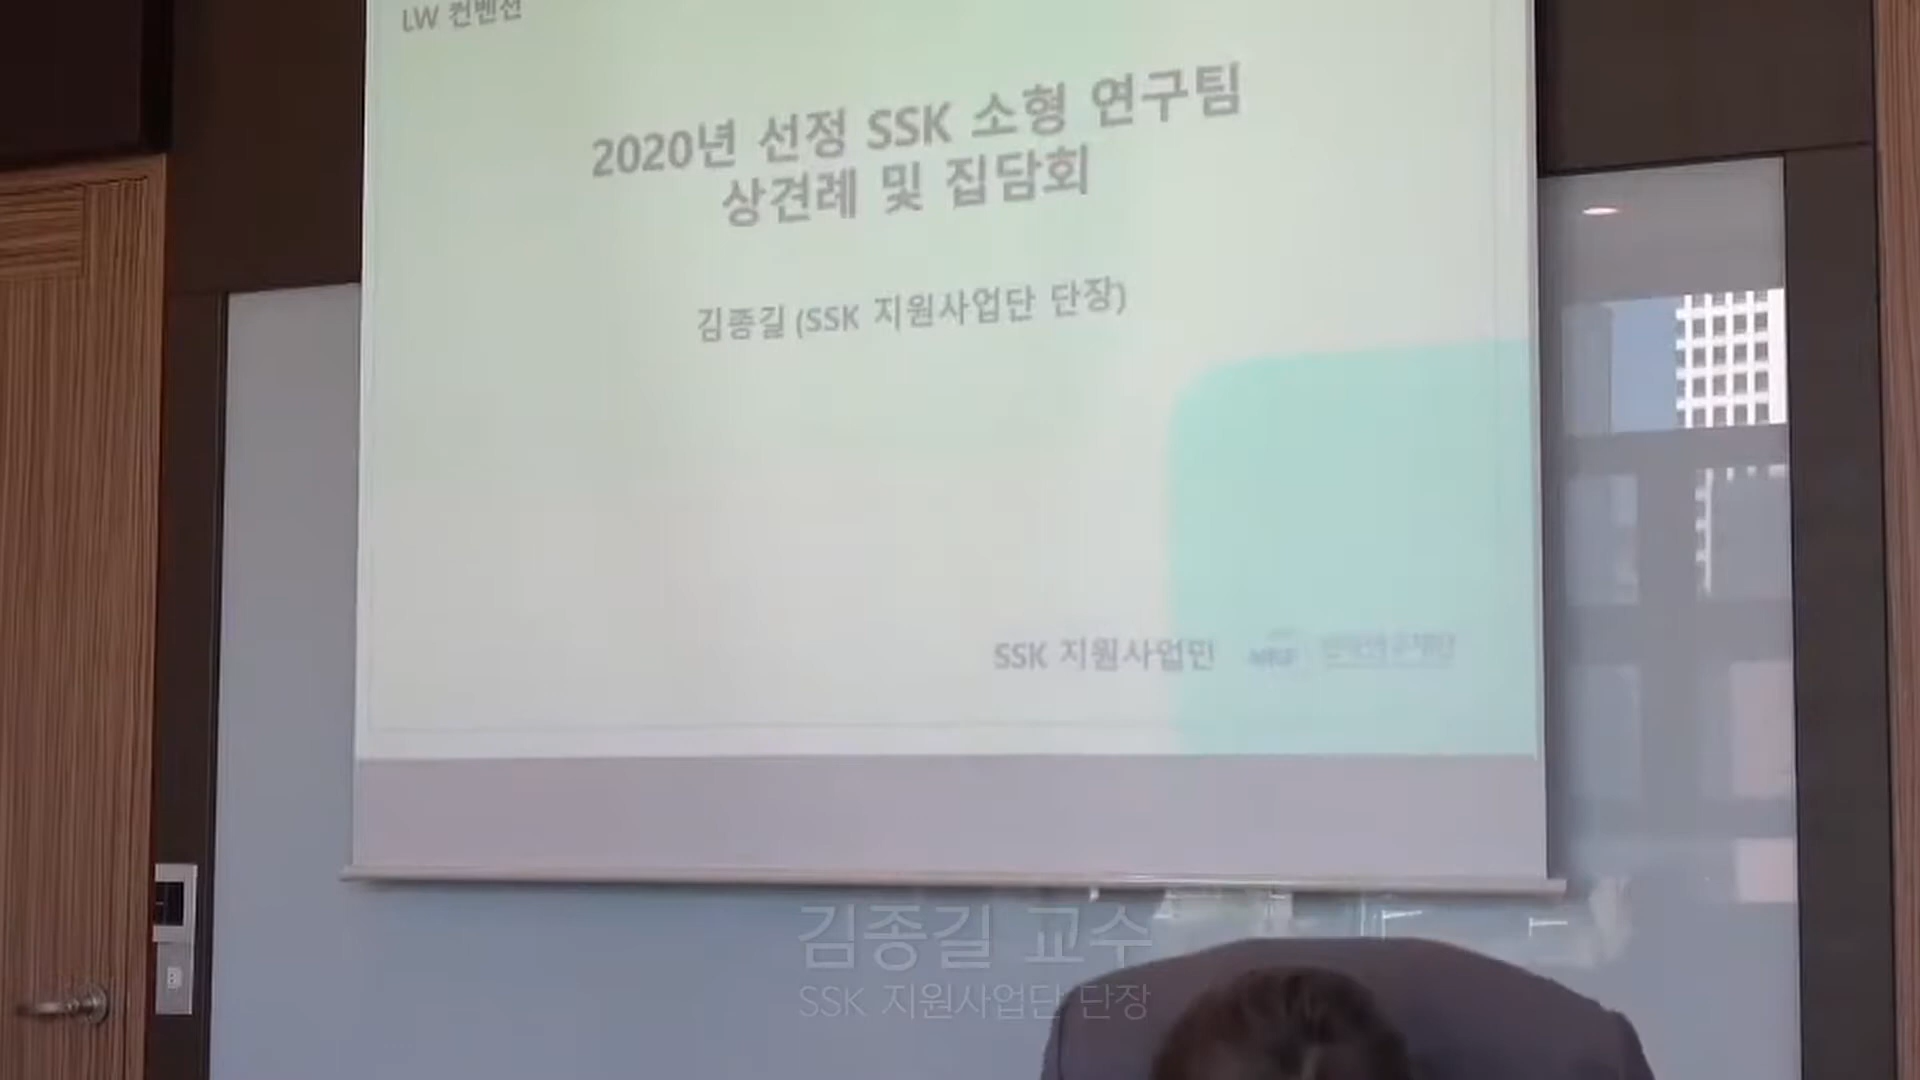 LW 컨벤션
2020년 선정 SSK 소형 연구팀
상견례 및 집담회
김종길 (SSK 지원사업단 단장)
SSK 지원사업단
김종길 교수
SSK 지원사업단 단장